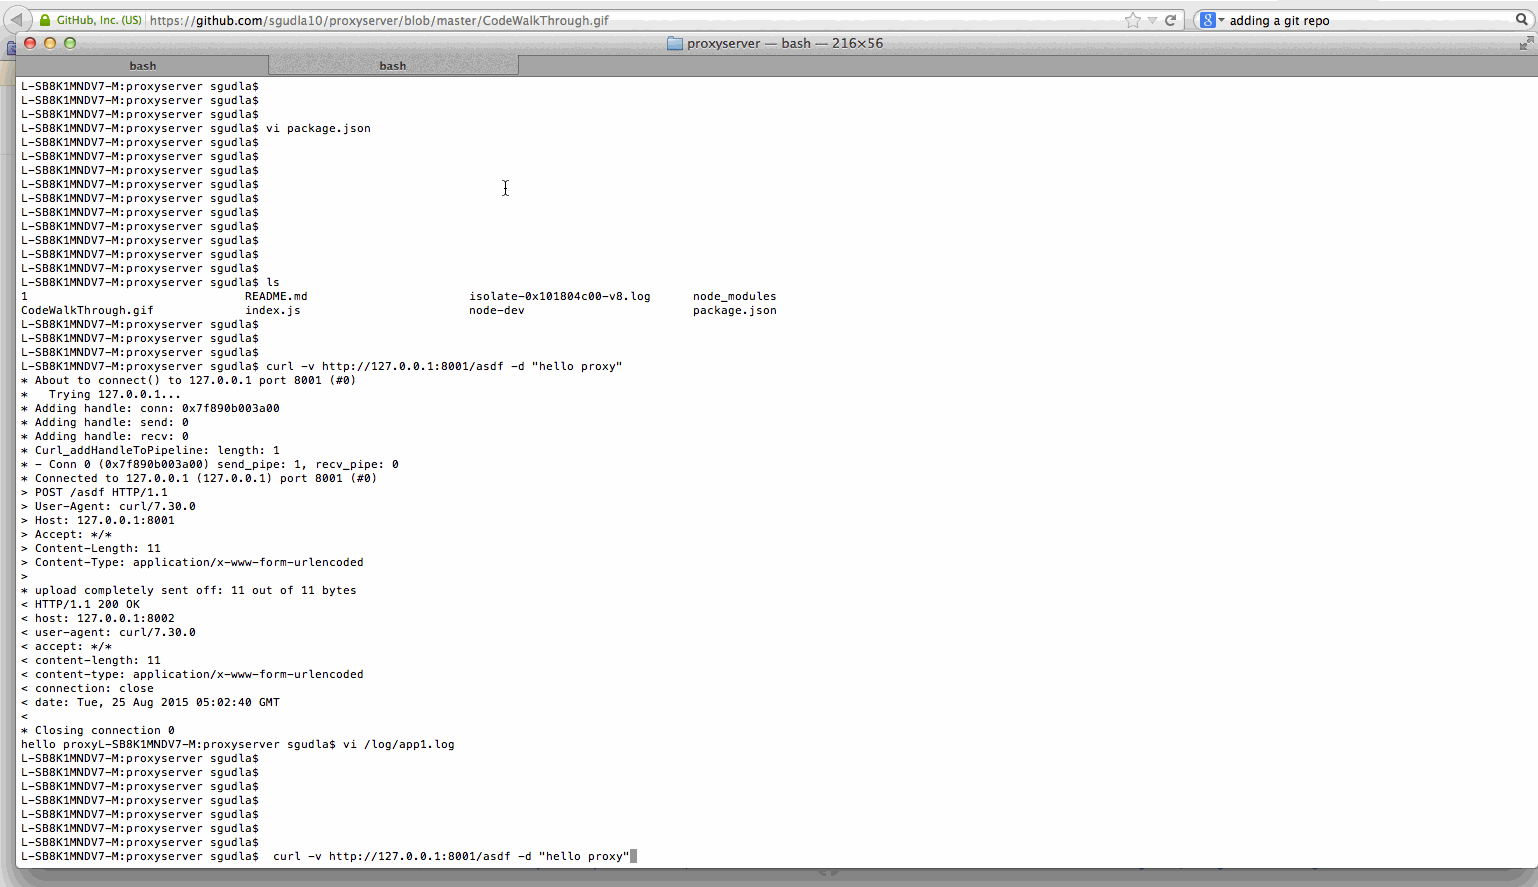 GitHub, Inc. (US) https://github.com/sgudla10/proxyserver/blob/master/CodeWalkThrough.gif
8 adding a git repo
proxyserver — bash — 216×56
bash bash
L-SB8K1MNDV7-M:proxyserver sgudla$
L-SB8K1MNDV7-M:proxyserver sgudla$
L-SB8K1MNDV7-M:proxyserver sgudla$
L-SB8K1MNDV7-M:proxyserver sgudla$ vi package.json
L-SB8K1MNDV7-M:proxyserver sgudla$
L-SB8K1MNDV7-M:proxyserver sgudla$
L-SB8K1MNDV7-M:proxyserver sgudla$
L-SB8K1MNDV7-M:proxyserver sgudla$
L-SB8K1MNDV7-M:proxyserver sgudla$
L-SB8K1MNDV7-M:proxyserver sgudla$
L-SB8K1MNDV7-M:proxyserver sgudla$
L-SB8K1MNDV7-M:proxyserver sgudla$
L-SB8K1MNDV7-M:proxyserver sgudla$
L-SB8K1MNDV7-M:proxyserver sgudla$
L-SB8K1MNDV7-M:proxyserver sgudla$ ls
1 README.md isolate-0x101804c00-v8.log node_modules
CodeWalkThrough.gif index.js node-dev package.json
L-SB8K1MNDV7-M:proxyserver sgudla$
L-SB8K1MNDV7-M:proxyserver sgudla$
L-SB8K1MNDV7-M:proxyserver sgudla$
L-SB8K1MNDV7-M:proxyserver sgudla$ curl -v http://127.0.0.1:8001/asdf -d "hello proxy"
* About to connect() to 127.0.0.1 port 8001 (#0)
*   Trying 127.0.0.1...
* Adding handle: conn: 0x7f890b003a00
* Adding handle: send: 0
* Adding handle: recv: 0
* Curl_addHandleToPipeline: length: 1
* - Conn 0 (0x7f890b003a00) send_pipe: 1, recv_pipe: 0
* Connected to 127.0.0.1 (127.0.0.1) port 8001 (#0)
> POST /asdf HTTP/1.1
> User-Agent: curl/7.30.0
> Host: 127.0.0.1:8001
> Accept: */*
> Content-Length: 11
> Content-Type: application/x-www-form-urlencoded
>
* upload completely sent off: 11 out of 11 bytes
< HTTP/1.1 200 OK
< host: 127.0.0.1:8002
< user-agent: curl/7.30.0
< accept: */*
< content-length: 11
< content-type: application/x-www-form-urlencoded
< connection: close
< date: Tue, 25 Aug 2015 05:02:40 GMT
<
* Closing connection 0
hello proxyL-SB8K1MNDV7-M:proxyserver sgudla$ vi /log/app1.log
L-SB8K1MNDV7-M:proxyserver sgudla$
L-SB8K1MNDV7-M:proxyserver sgudla$
L-SB8K1MNDV7-M:proxyserver sgudla$
L-SB8K1MNDV7-M:proxyserver sgudla$
L-SB8K1MNDV7-M:proxyserver sgudla$
L-SB8K1MNDV7-M:proxyserver sgudla$
L-SB8K1MNDV7-M:proxyserver sgudla$
L-SB8K1MNDV7-M:proxyserver sgudla$  curl -v http://127.0.0.1:8001/asdf -d "hello proxy"